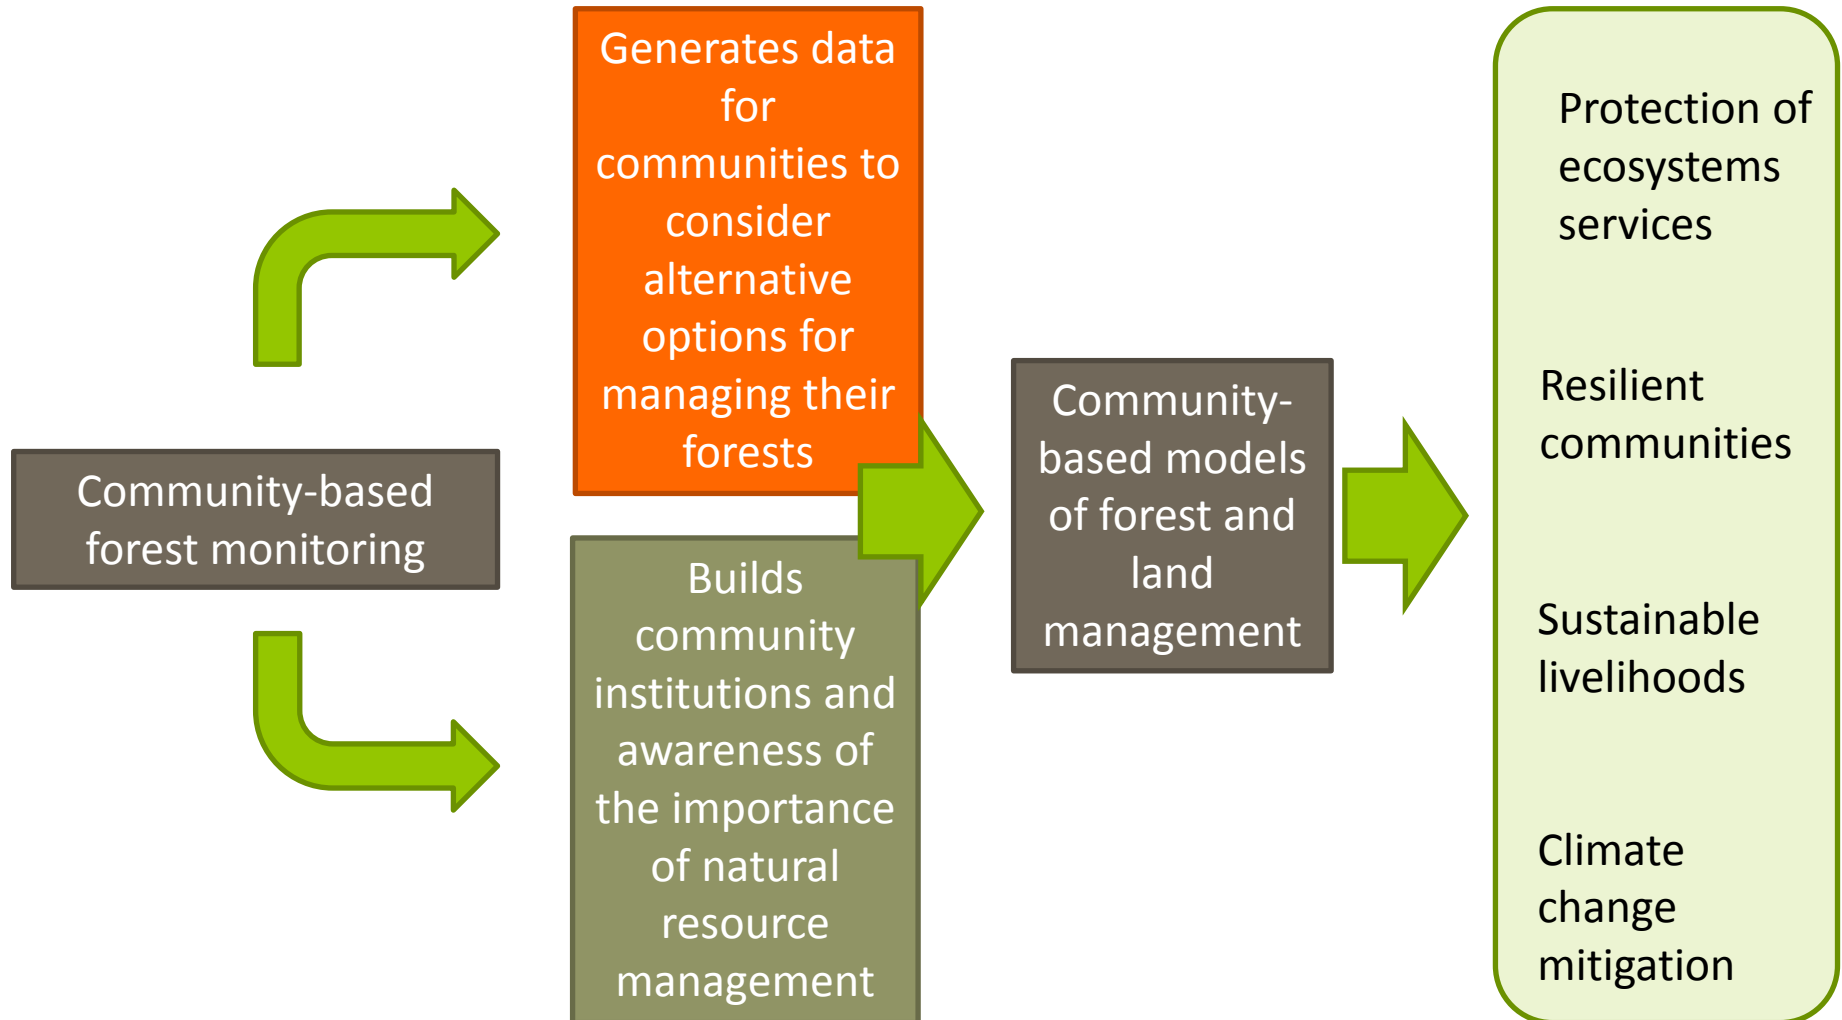 Community-based
forest monitoring
Generates data
for
communities to
consider
alternative
options for
managing their
forests
Builds
community
institutions and
awareness of
the importance
of natural
resource
management
Community-
based models
of forest and
land
management
Protection of
ecosystems
services
Resilient
communities
Sustainable
livelihoods
Climate
change
mitigation